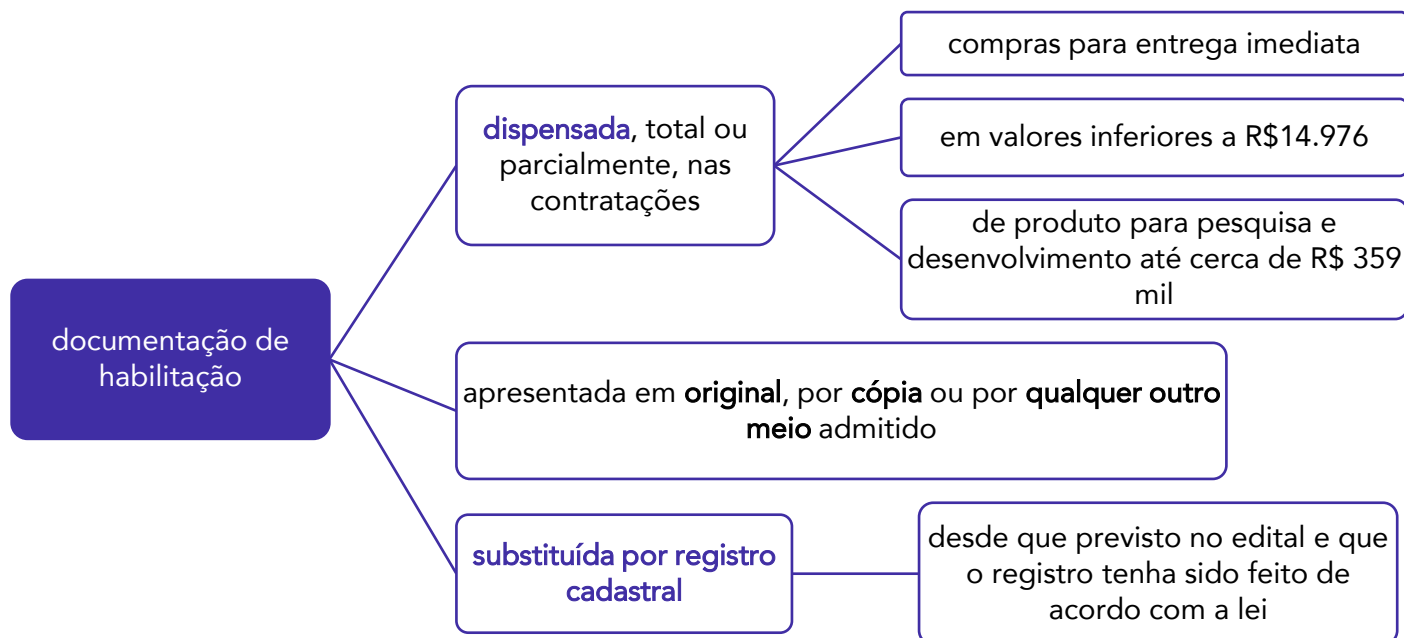 documentação de
habilitação
dispensada, total ou
parcialmente, nas
contratações
compras para entrega imediata
em valores inferiores a R$14.976
de produto para pesquisa e
desenvolvimento até cerca de R$ 359
mil
apresentada em original, por cópia ou por qualquer outro
meio admitido
substituída por registro
cadastral
desde que previsto no edital e que
o registro tenha sido feito de
acordo com a lei